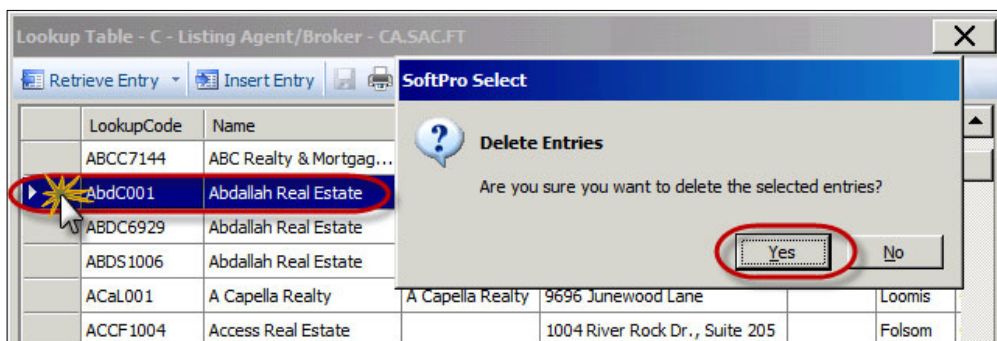 Lookup Table - C - Listing Agent/Broker - CA.SAC.FT
Retrieve Entry Insert Entry
SoftPro Select
Delete Entries
Are you sure you want to delete the selected entries?
Yes No
LookupCode Name
ABCC7144 ABC Realty & Mortgag...
AbdC001 Abdallah Real Estate
ABDC6929 Abdallah Real Estate
ABDS1006 Abdallah Real Estate
ACaL001 A Capella Realty A Capella Realty 9696 Junewood Lane Loomis
ACCF1004 Access Real Estate 1004 River Rock Dr., Suite 205 Folsom